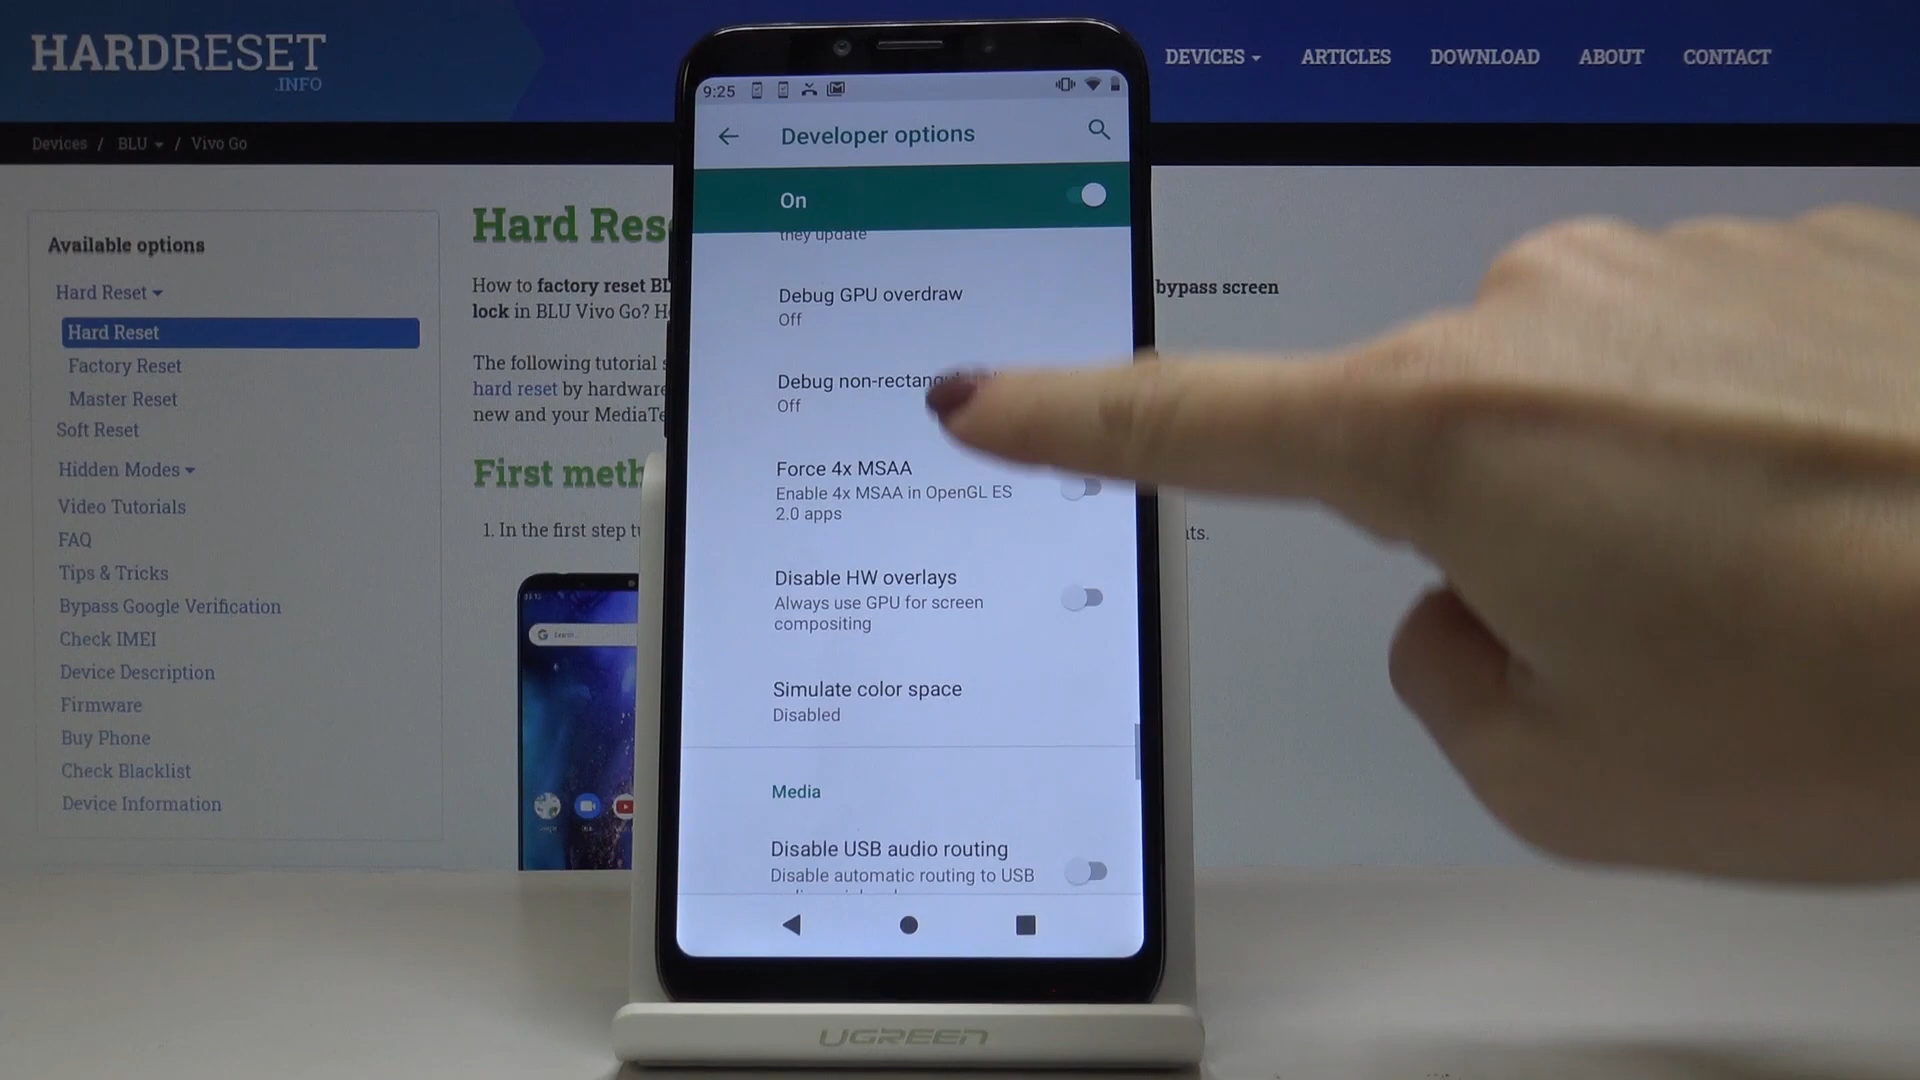 HARDRESET
.INFO
DEVICES
ARTICLES
DOWNLOAD
ABOUT
CONTACT
Devices / BLU / Vivo Go
Available options
Hard Reset
Hard Reset
Factory Reset
Master Reset
Soft Reset
Hidden Modes
Video Tutorials
FAQ
Tips & Tricks
Bypass Google Verification
Check IMEI
Device Description
Firmware
Buy Phone
Check Blacklist
Device Information
Hard Res
How to factory reset BL
bypass screen
lock in BLU Vivo Go? H
The following tutorial s
hard reset by hardware
new and your MediaTe
First meth
1. In the first step tu
ts.
9:25
Developer options
On
they update
Debug GPU overdraw
Off
Debug non-rectang
Off
Force 4x MSAA
Enable 4x MSAA in OpenGL ES
2.0 apps
Disable HW overlays
Always use GPU for screen
compositing
Simulate color space
Disabled
Media
Disable USB audio routing
Disable automatic routing to USB
UGREEN